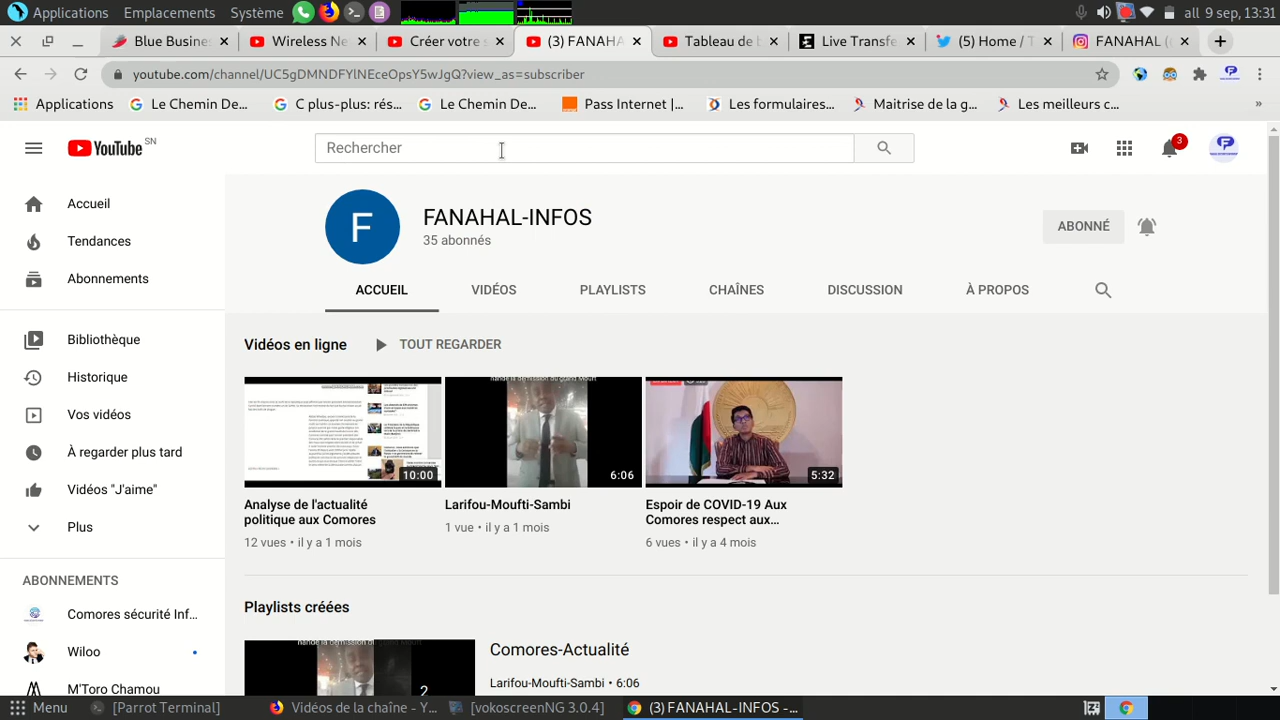 Applications Emplacements Système all 9 sep, 13:31
Blue Busines Wireless Ne Créer votre s (3) FANAHA Tableau de b Live Transfe (5) Home / T FANAHAL (
youtube.com/channel/UC5gDMNDFYlNEceOpsY5wJgQ?view_as=subscriber
Applications Le Chemin De... C plus-plus: rés... Le Chemin De... Pass Internet |... Les formulaires... Maitrise de la g... Les meilleurs c... »
YouTube SN
Rechercher
3
Accueil
Tendances
Abonnements
Bibliothèque
Historique
Vos vidéos
À regarder plus tard
Vidéos "J'aime"
Plus
ABONNEMENTS
Comores sécurité Inf...
Wiloo
M'Toro Chamou
F
FANAHAL-INFOS
35 abonnés
ABONNÉ
ACCUEIL VIDÉOS PLAYLISTS CHAÎNES DISCUSSION À PROPOS
Vidéos en ligne TOUT REGARDER
10:00
Analyse de l'actualité
politique aux Comores
12 vues • il y a 1 mois
6:06
Larifou-Moufti-Sambi
1 vue • il y a 1 mois
5:32
Espoir de COVID-19 Aux
Comores respect aux...
6 vues • il y a 4 mois
Playlists créées
2
Comores-Actualité
Larifou-Moufti-Sambi • 6:06
Menu [Parrot Terminal] Vidéos de la chaîne - Y... [vokoscreenNG 3.0.4] (3) FANAHAL-INFOS -...